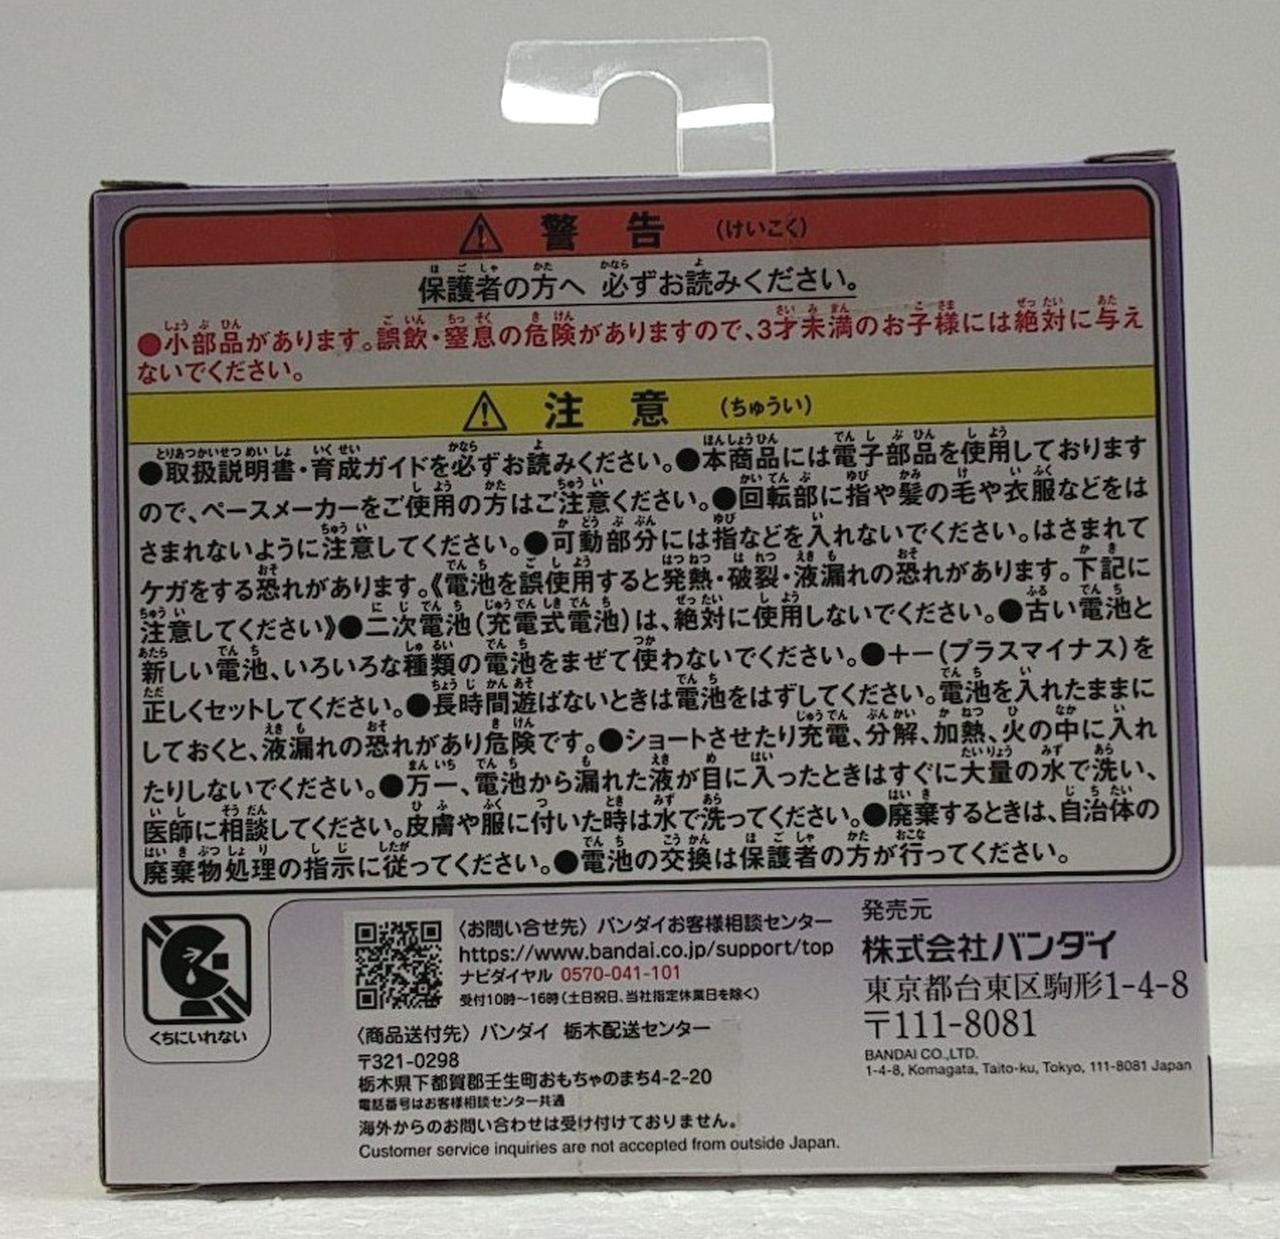 ⚠ 警告 (けいこく)
保護者の方へ 必ずお読みください。
●小部品があります。誤飲・窒息の危険がありますので、3才未満のお子様には絶対に与え
ないでください。
⚠ 注意 (ちゅうい)
●取扱説明書・育成ガイドを必ずお読みください。●本商品には電子部品を使用しております
ので、ペースメーカーをご使用の方はご注意ください。●回転部に指や髪の毛や衣服などをは
さまれないように注意してください。●可動部分には指などを入れないでください。はさまれて
ケガをする恐れがあります。《電池を誤使用すると発熱・破裂・液漏れの恐れがあります。下記に
注意してください》●二次電池(充電式電池)は、絶対に使用しないでください。●古い電池と
新しい電池、いろいろな種類の電池をまぜて使わないでください。●+-(プラスマイナス)を
正しくセットしてください。●長時間遊ばないときは電池をはずしてください。電池を入れたままに
しておくと、液漏れの恐れがあり危険です。●ショートさせたり充電、分解、加熱、火の中に入れ
たりしないでください。●万一、電池から漏れた液が目に入ったときはすぐに大量の水で洗い、
医師に相談してください。皮膚や服に付いた時は水で洗ってください。●廃棄するときは、自治体の
廃棄物処理の指示に従ってください。●電池の交換は保護者の方が行ってください。
くちにいれない
〈お問い合せ先〉バンダイお客様相談センター
https://www.bandai.co.jp/support/top
ナビダイヤル 0570-041-101
受付10時〜16時(土日祝日、当社指定休業日を除く)
〈商品送付先〉バンダイ 栃木配送センター
〒321-0298
栃木県下都賀郡壬生町おもちゃのまち4-2-20
電話番号はお客様相談センター共通
海外からのお問い合わせは受け付けておりません。
Customer service inquiries are not accepted from outside Japan.
発売元
株式会社バンダイ
東京都台東区駒形1-4-8
〒111-8081
BANDAI CO.,LTD.
1-4-8, Komagata, Taito-ku, Tokyo, 111-8081 Japan